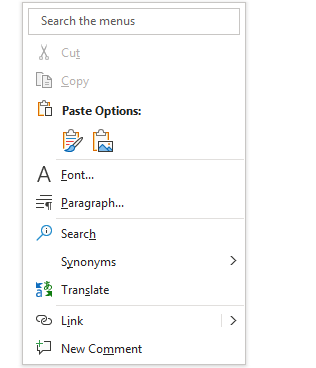 Search the menus
Cut
Copy
Paste Options:
Font...
Paragraph...
Search
Synonyms
Translate
Link
New Comment